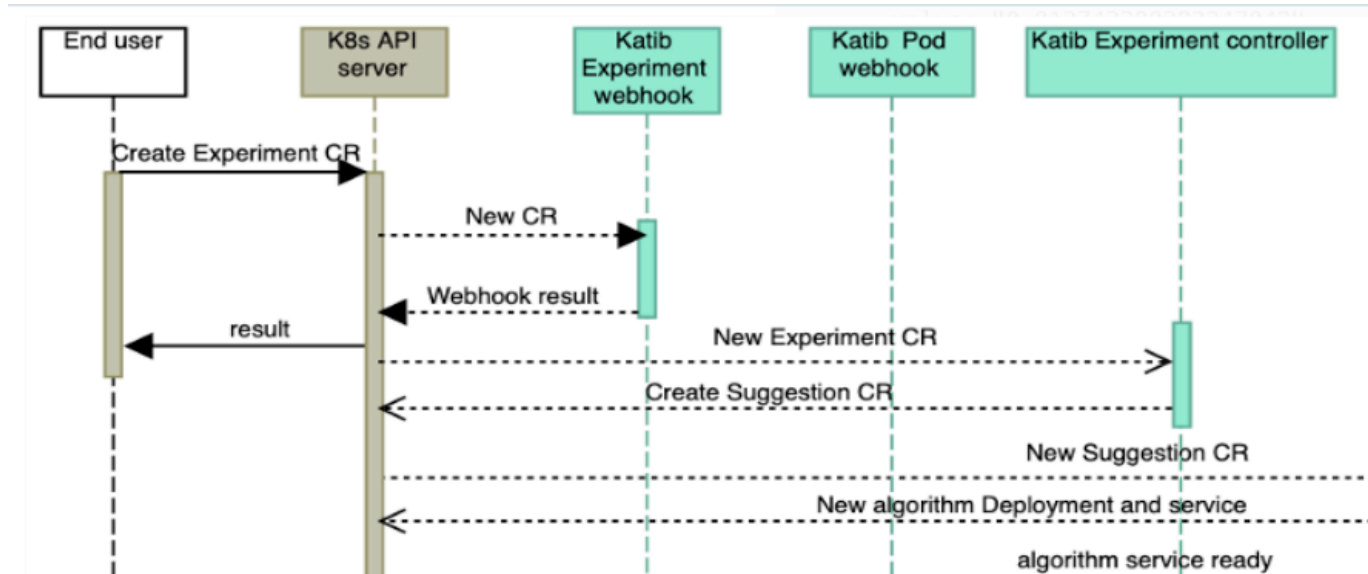 End user
K8s API
server
Katib
Experiment
webhook
Katib Pod
webhook
Katib Experiment controller
Create Experiment CR
New CR
Webhook result
result
New Experiment CR
Create Suggestion CR
New Suggestion CR
New algorithm Deployment and service
algorithm service ready